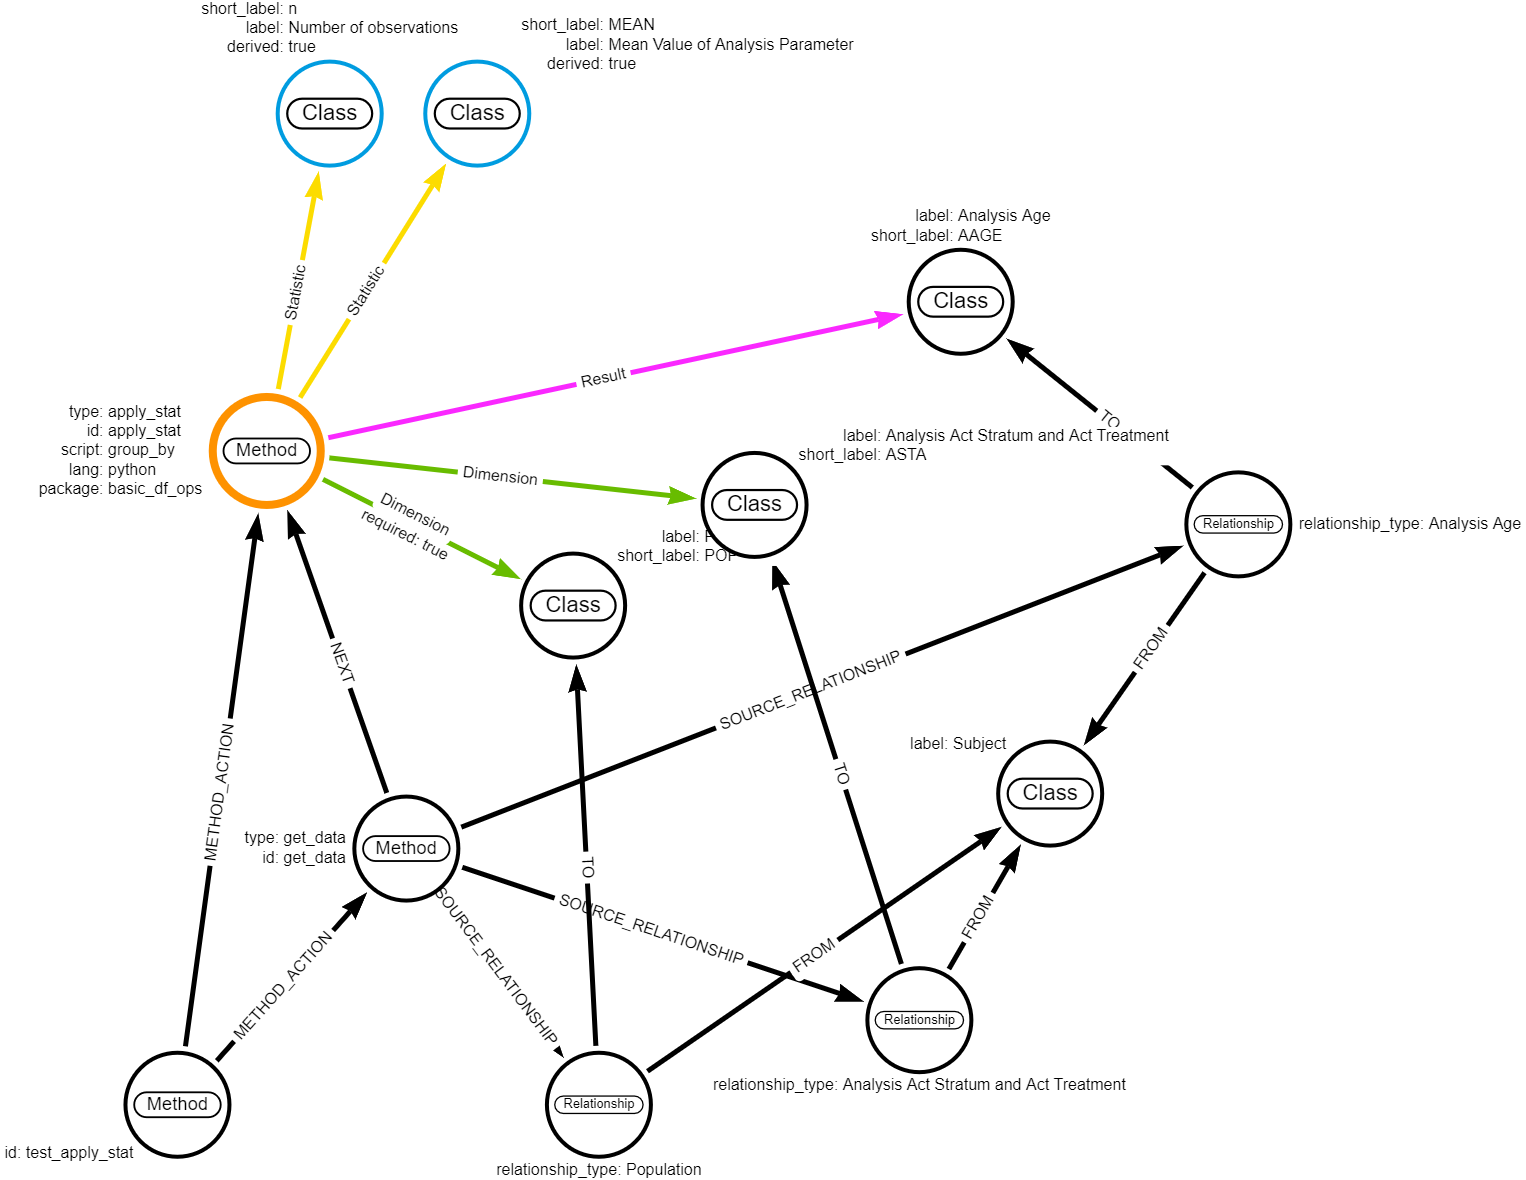 short_label: n
label: Number of observations
derived: true
short_label: MEAN
label: Mean Value of Analysis Parameter
derived: true
Class
Class
label: Analysis Age
short_label: AAGE
Class
Statistic
Statistic
Result
TO
type: apply_stat
id: apply_stat
script: group_by
lang: python
package: basic_df_ops
Method
label: Analysis Act Stratum and Act Treatment
short_label: ASTA
Dimension
Class
Dimension
required: true
label: P
short_label: POP
Class
Relationship
relationship_type: Analysis Age
NEXT
SOURCE_RELATIONSHIP
FROM
METHOD_ACTION
TO
label: Subject
Class
type: get_data
id: get_data
Method
TO
SOURCE_RELATIONSHIP
SOURCE_RELATIONSHIP
FROM
FROM
METHOD_ACTION
Relationship
relationship_type: Analysis Act Stratum and Act Treatment
Method
id: test_apply_stat
Relationship
relationship_type: Population